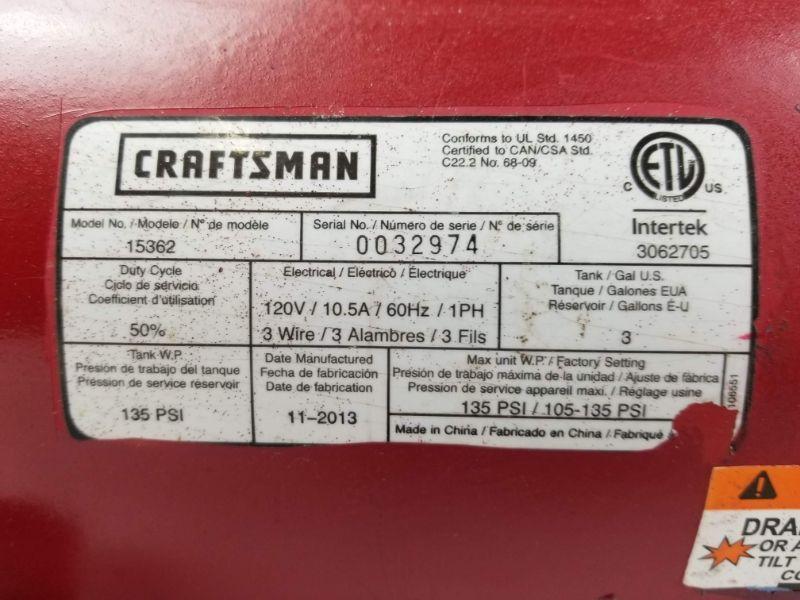 CRAFTSMAN
Conforms to UL Std. 1450
Certified to CAN/CSA Std.
C22.2 No. 68-09
ETL
LISTED
C US
Intertek
3062705
Model No. / Modelo / N° de modèle
15362
Serial No. / Número de serie / N° de série
0032974
Duty Cycle
Ciclo de servicio
Coefficient d'utilisation
50%
Electrical / Eléctrico / Électrique
120V / 10.5A / 60Hz / 1PH
3 Wire / 3 Alambres / 3 Fils
Tank / Gal U.S.
Tanque / Galones EUA
Réservoir / Gallons É-U
3
Tank W.P.
Presión de trabajo del tanque
Pression de service réservoir
135 PSI
Date Manufactured
Fecha de fabricación
Date de fabrication
11-2013
Max unit W.P. / Factory Setting
Presión de trabajo máxima de la unidad / Ajuste de fábrica
Pression de service appareil maxi. / Réglage usine
135 PSI / 105-135 PSI
Made in China / Fabricado en China / Fabriqué
106551
DRA
OR A
TILT
CO